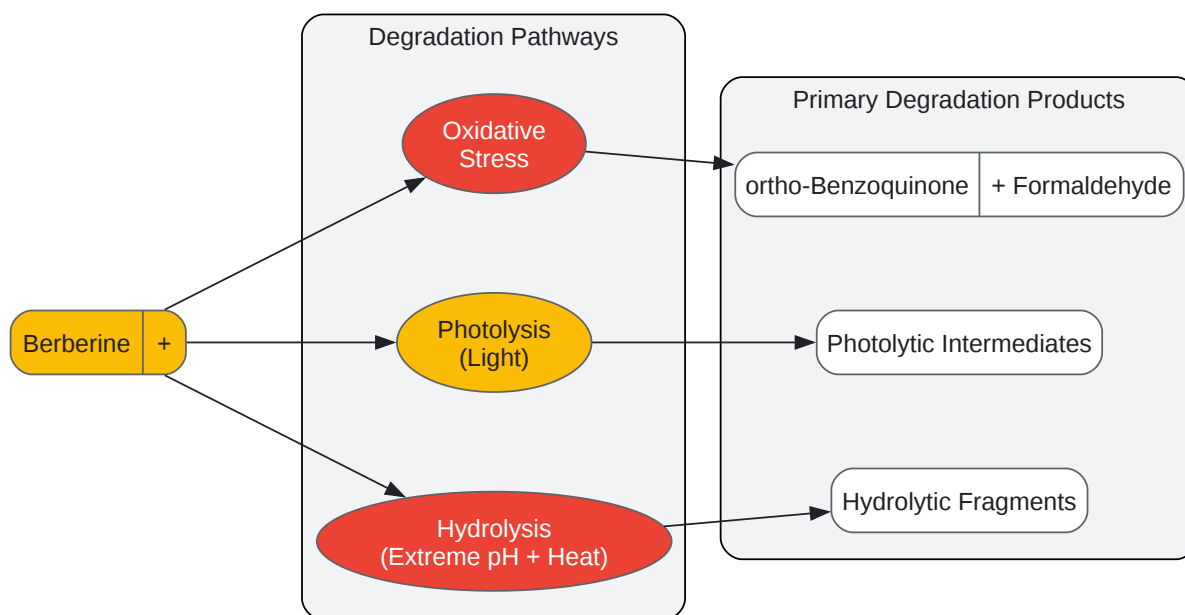 Degradation Pathways
Primary Degradation Products
Oxidative
Stress
ortho-Benzoquinone
+ Formaldehyde
Berberine
+
Photolysis
(Light)
Photolytic Intermediates
Hydrolysis
(Extreme pH + Heat)
Hydrolytic Fragments